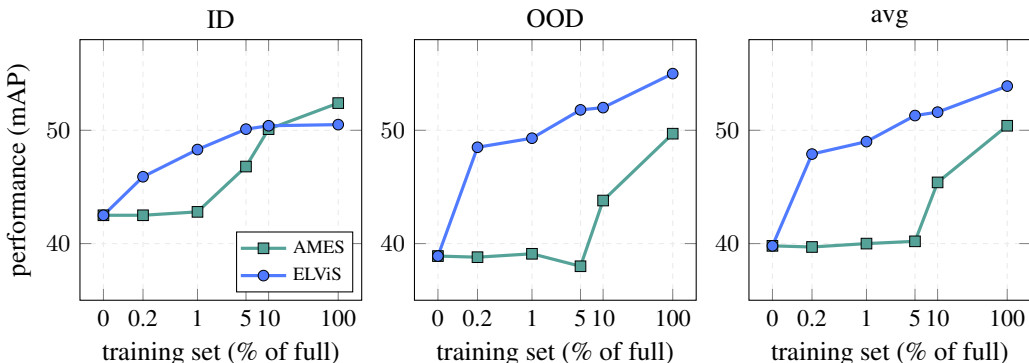 ID OOD avg
performance (mAP)
50 50 50
40 40 40
AMES
ELViS
0 0.2 1 5 10 100 0 0.2 1 5 10 100 0 0.2 1 5 10 100
training set (% of full) training set (% of full) training set (% of full)